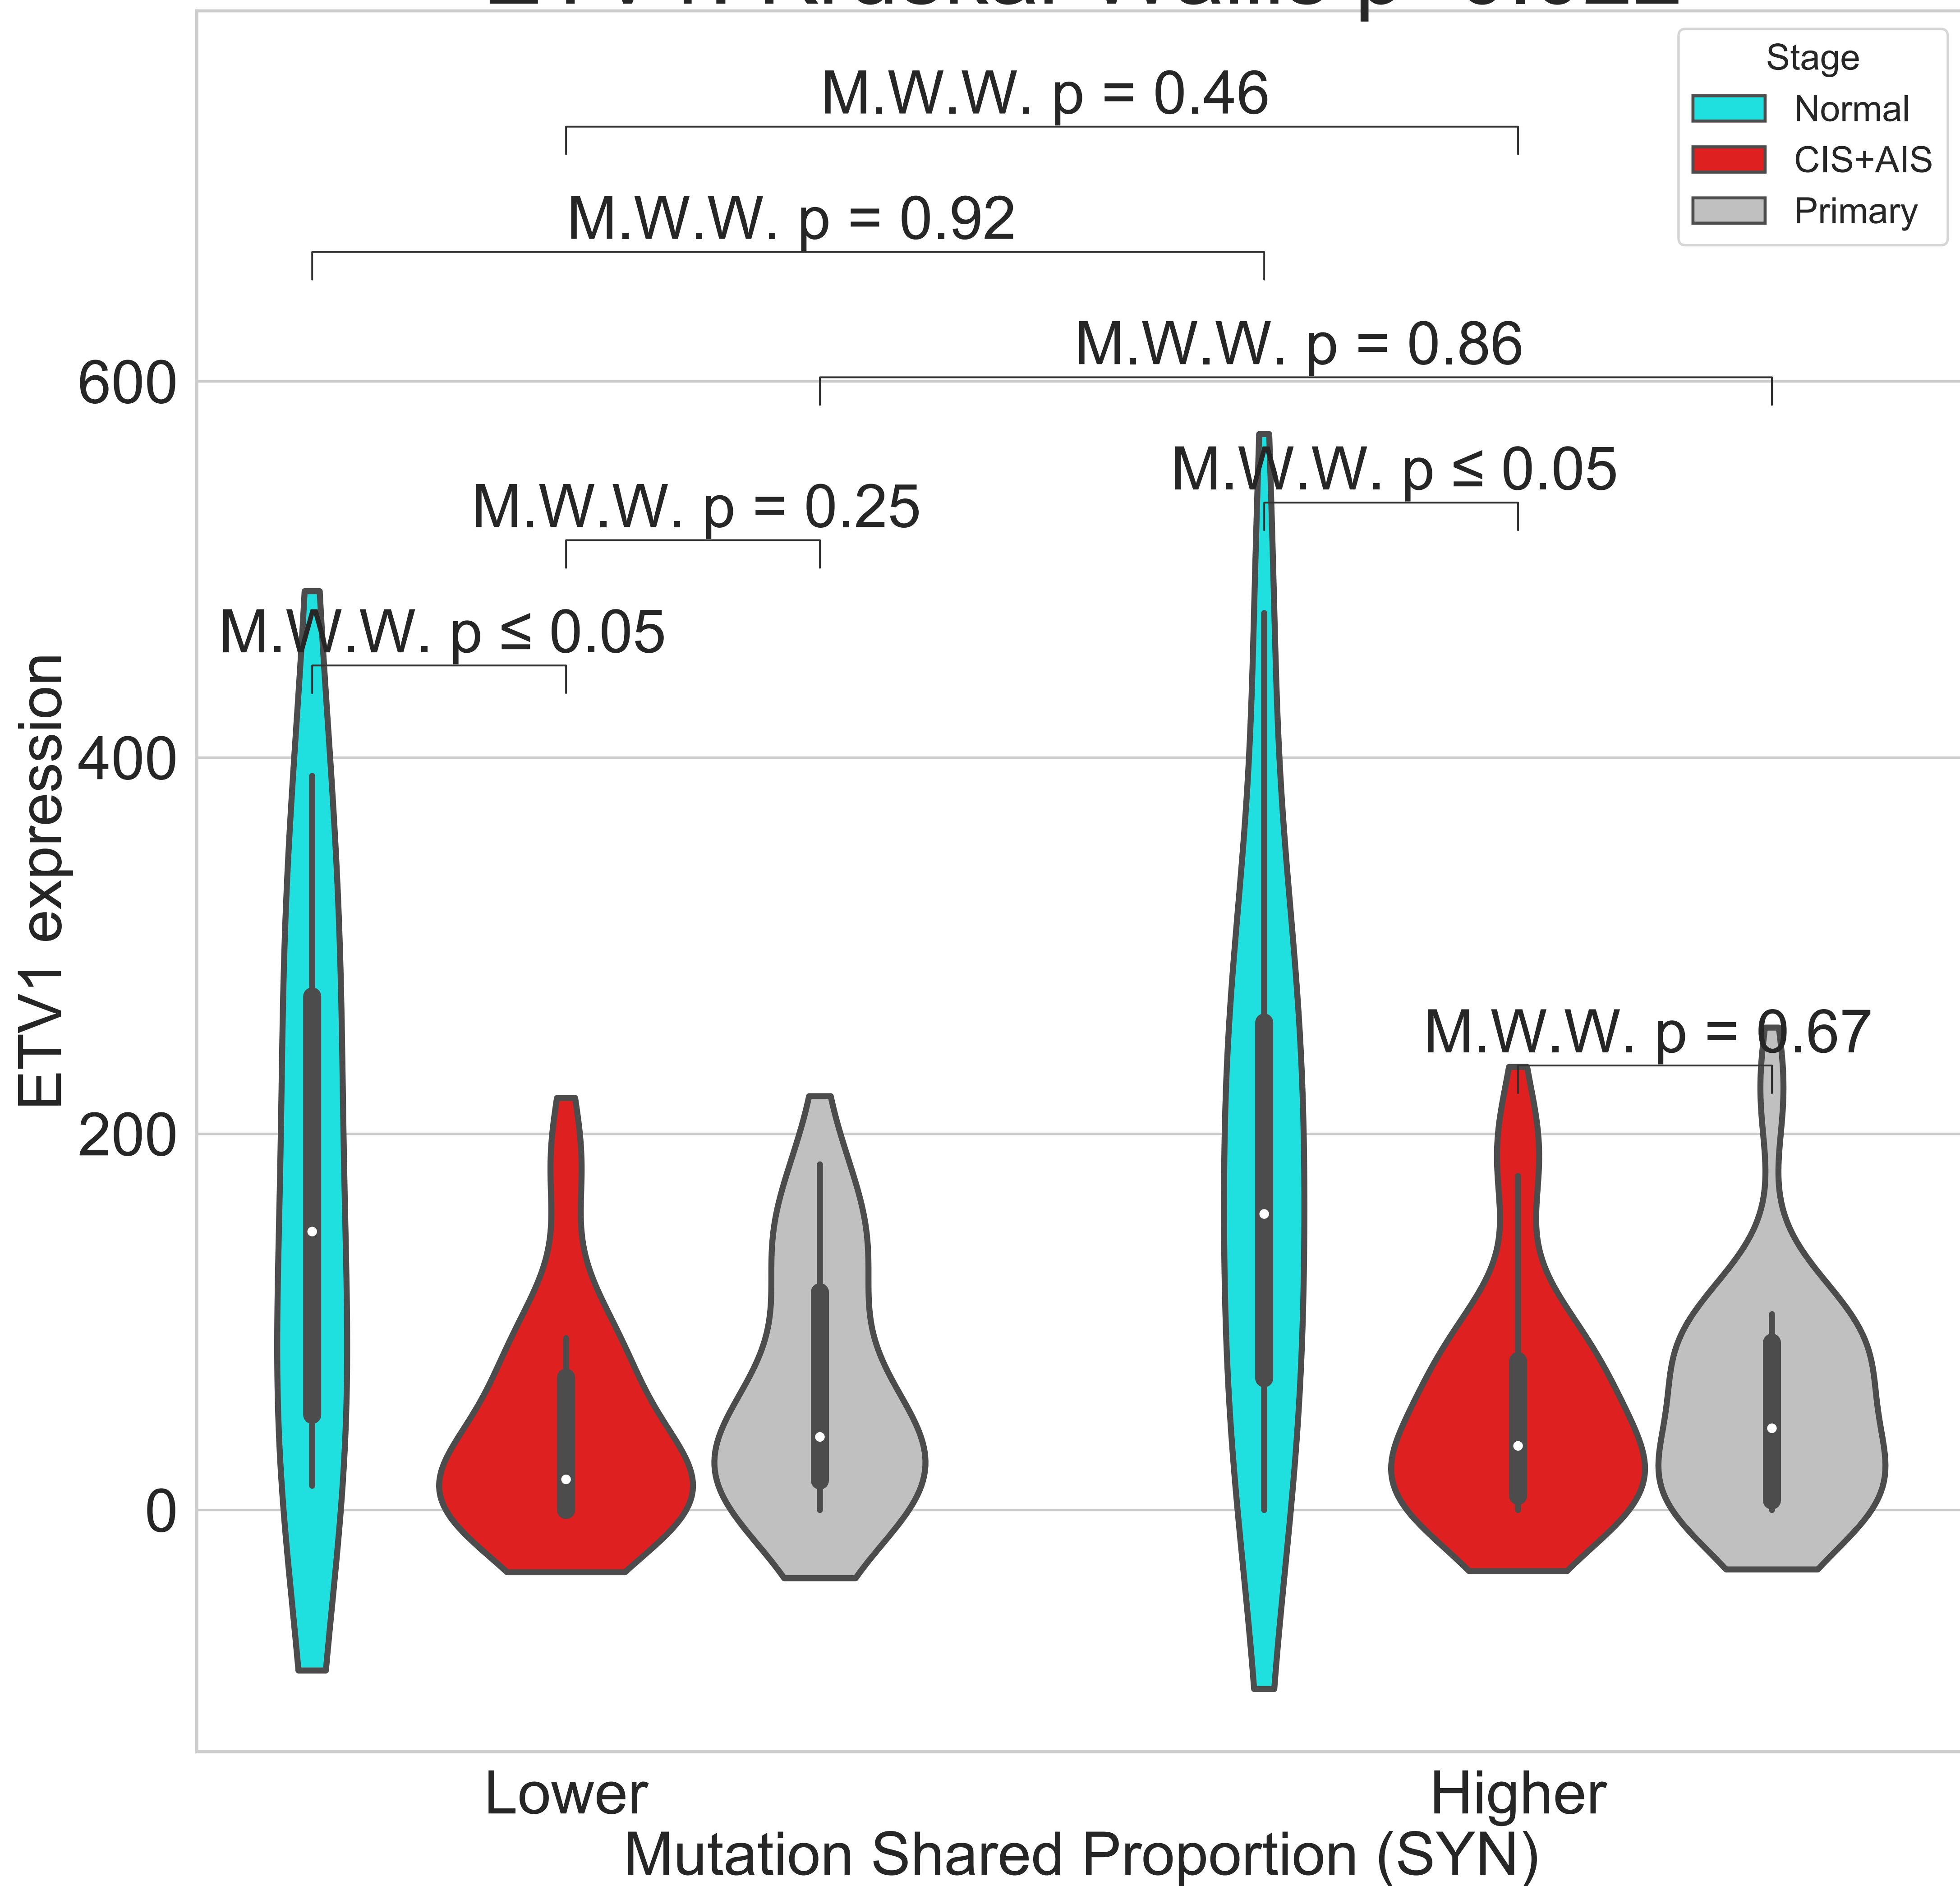 M.W.W. p = 0.46
Stage
Normal
CIS+AIS
Primary
M.W.W. p = 0.92
M.W.W. p = 0.86
M.W.W. p ≤ 0.05
M.W.W. p = 0.25
M.W.W. p ≤ 0.05
M.W.W. p = 0.67
600
400
200
0
ETV1 expression
Lower
Higher
Mutation Shared Proportion (SYN)